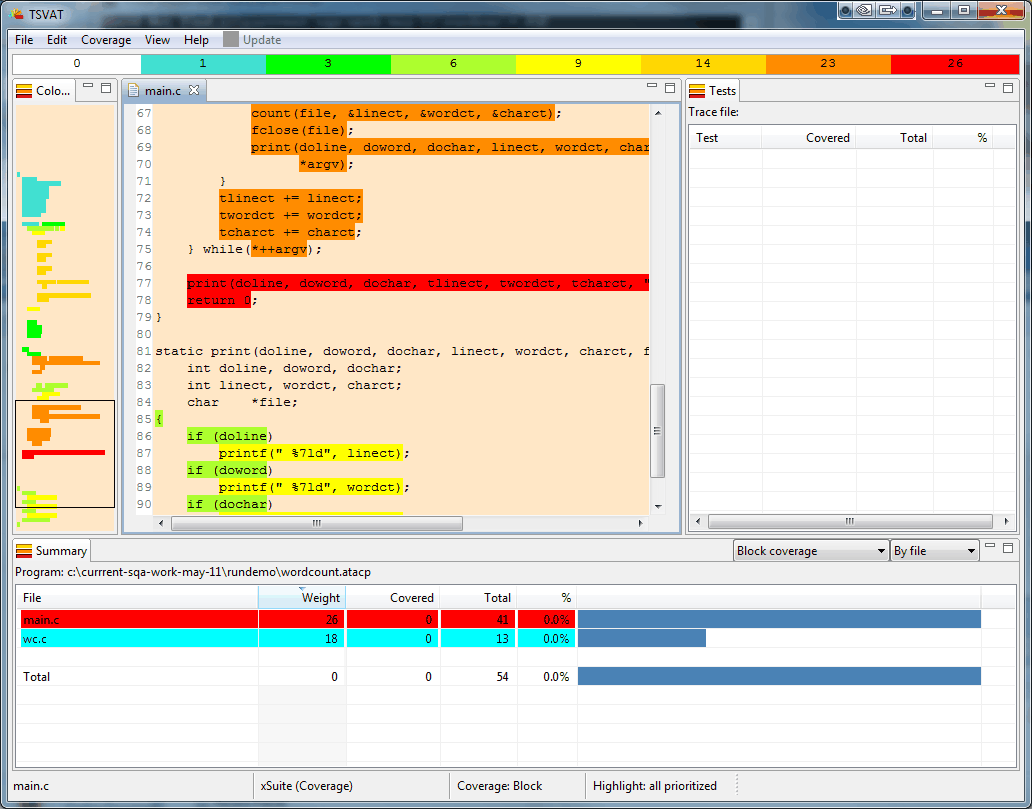 TSVAT
File Edit Coverage View Help Update
0 1 3 6 9 14 23 26
Colo...
main.c
67 count(file, &linect, &wordct, &charct);
68 fclose(file);
69 print(doline, doword, dochar, linect, wordct, char
70 *argv);
71 }
72 tlinect += linect;
73 twordct += wordct;
74 tcharct += charct;
75 } while(*++argv);
76
77 print(doline, doword, dochar, tlinect, twordct, tcharct, "
78 return 0;
79 }
80
81 static print(doline, doword, dochar, linect, wordct, charct, f
82 int doline, doword, dochar;
83 int linect, wordct, charct;
84 char *file;
85 {
86 if (doline)
87 printf(" %7ld", linect);
88 if (doword)
89 printf(" %7ld", wordct);
90 if (dochar)
Tests
Trace file:
Test Covered Total %
Summary
Block coverage By file
Program: c:\currrent-sqa-work-may-11\rundemo\wordcount.atacp
File Weight Covered Total %
main.c 26 0 41 0.0%
wc.c 18 0 13 0.0%
Total 0 0 54 0.0%
main.c xSuite (Coverage) Coverage: Block Highlight: all prioritized